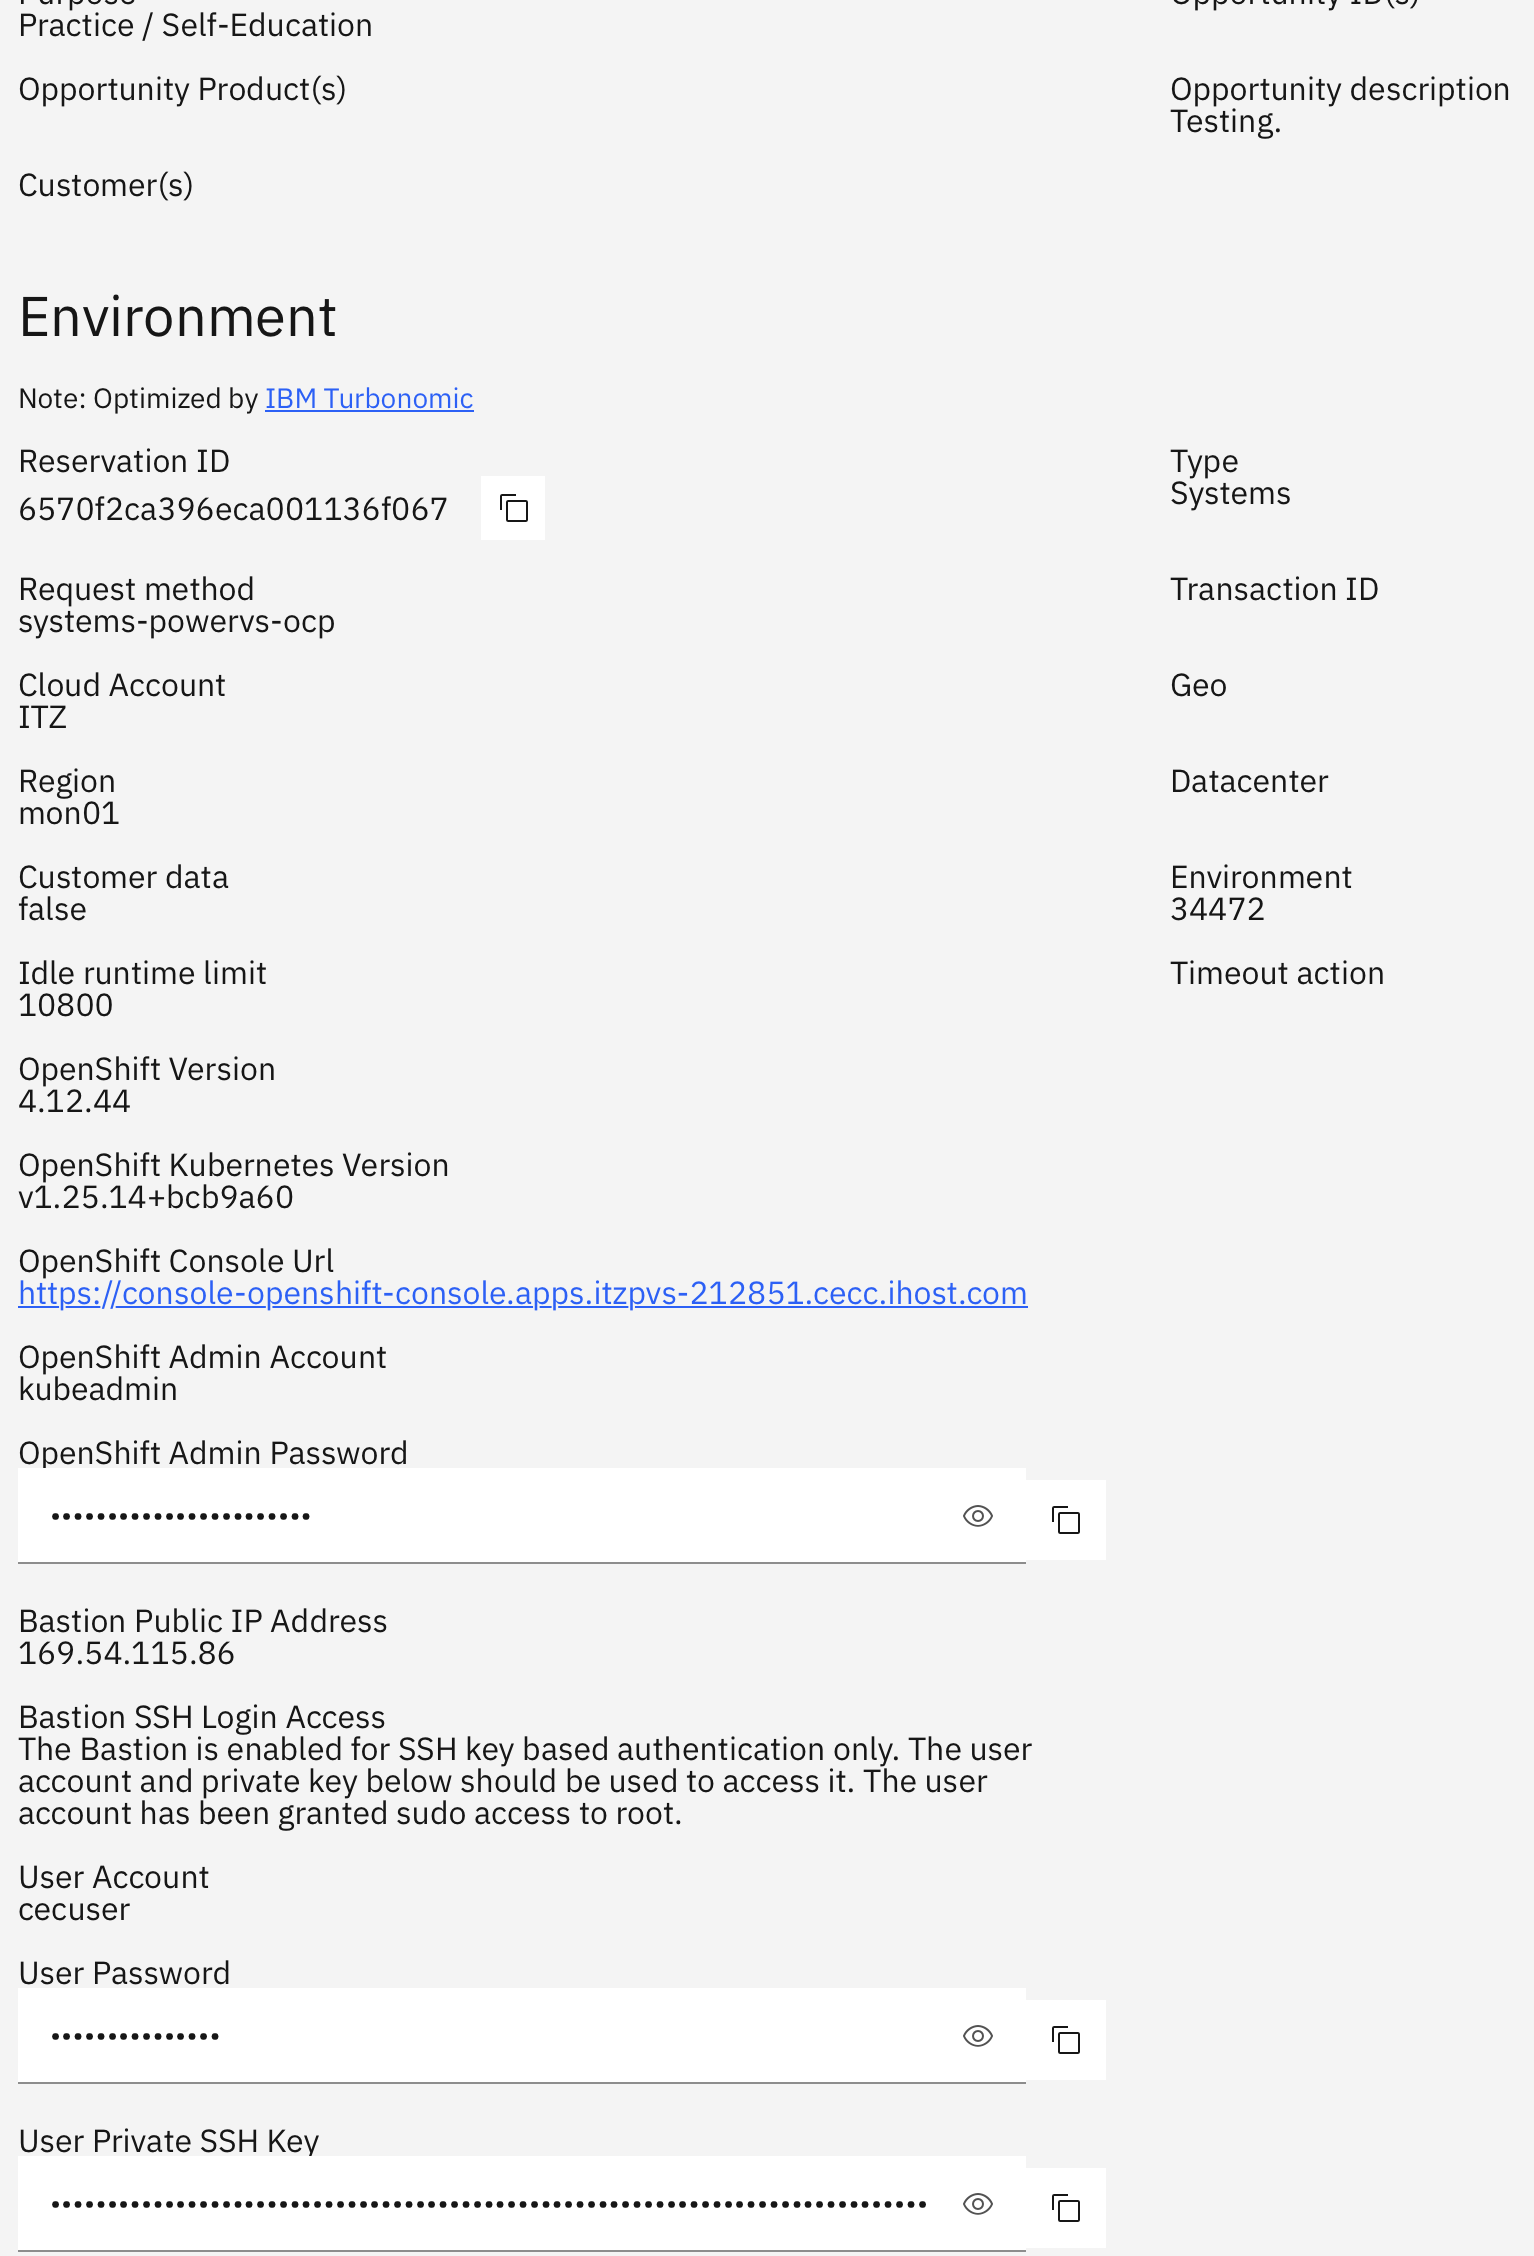 Purpose
Practice / Self-Education
Opportunity ID(s)
Opportunity Product(s)
Opportunity description
Testing.
Customer(s)
Environment
Note: Optimized by IBM Turbonomic
Reservation ID
6570f2ca396eca001136f067
Type
Systems
Request method
systems-powervs-ocp
Transaction ID
Cloud Account
ITZ
Geo
Region
mon01
Datacenter
Customer data
false
Environment
34472
Idle runtime limit
10800
Timeout action
OpenShift Version
4.12.44
OpenShift Kubernetes Version
v1.25.14+bcb9a60
OpenShift Console Url
https://console-openshift-console.apps.itzpvs-212851.cecc.ihost.com
OpenShift Admin Account
kubeadmin
OpenShift Admin Password
Bastion Public IP Address
169.54.115.86
Bastion SSH Login Access
The Bastion is enabled for SSH key based authentication only. The user
account and private key below should be used to access it. The user
account has been granted sudo access to root.
User Account
cecuser
User Password
User Private SSH Key